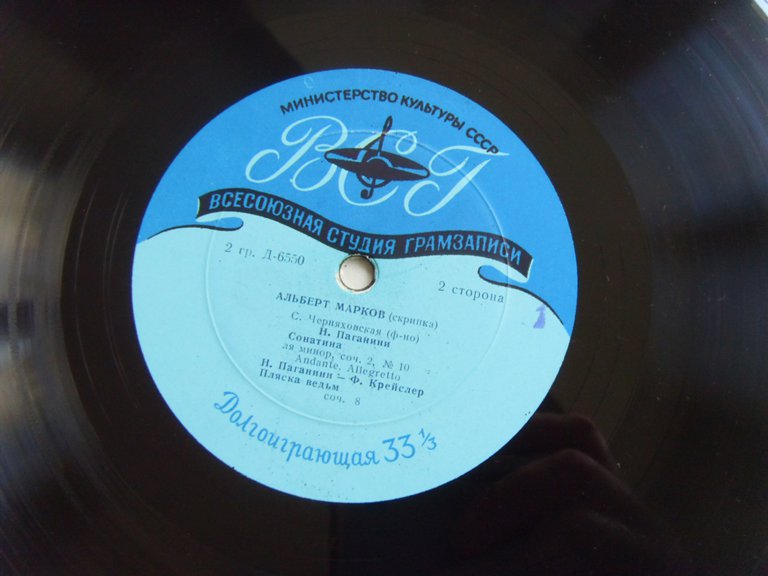 МИНИСТЕРСТВО КУЛЬТУРЫ СССР
ВСГ
ВСЕСОЮЗНАЯ СТУДИЯ ГРАМЗАПИСИ
2 гр. Д-6550
2 сторона
АЛЬБЕРТ МАРКОВ (скрипка)
С. Черняховская (ф-но)
Н. Паганини
Сонатина
ля минор, соч. 2, № 10
Andante, Allegretto
Н. Паганини — Ф. Крейслер
Пляска ведьм
соч. 8
Долгоиграющая 33 1/3